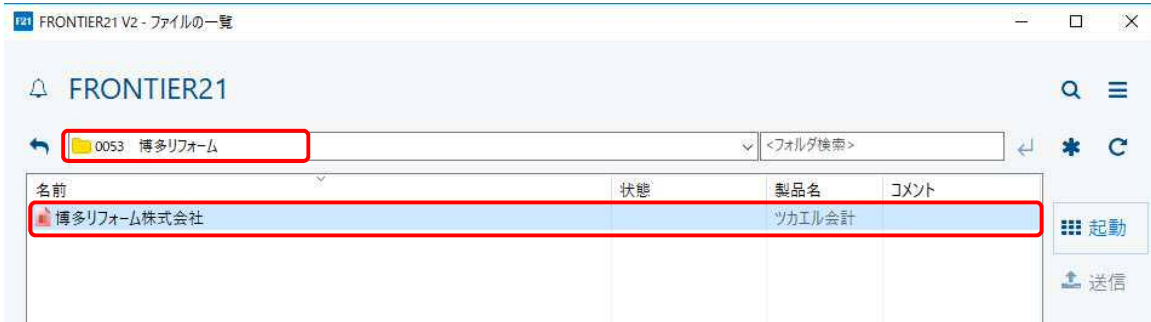 F21 FRONTIER21 V2 - ファイルの一覧
FRONTIER21
0053 博多リフォーム <フォルダ検索>
名前 状態 製品名 コメント
博多リフォーム株式会社 ツカエル会計
起動
送信